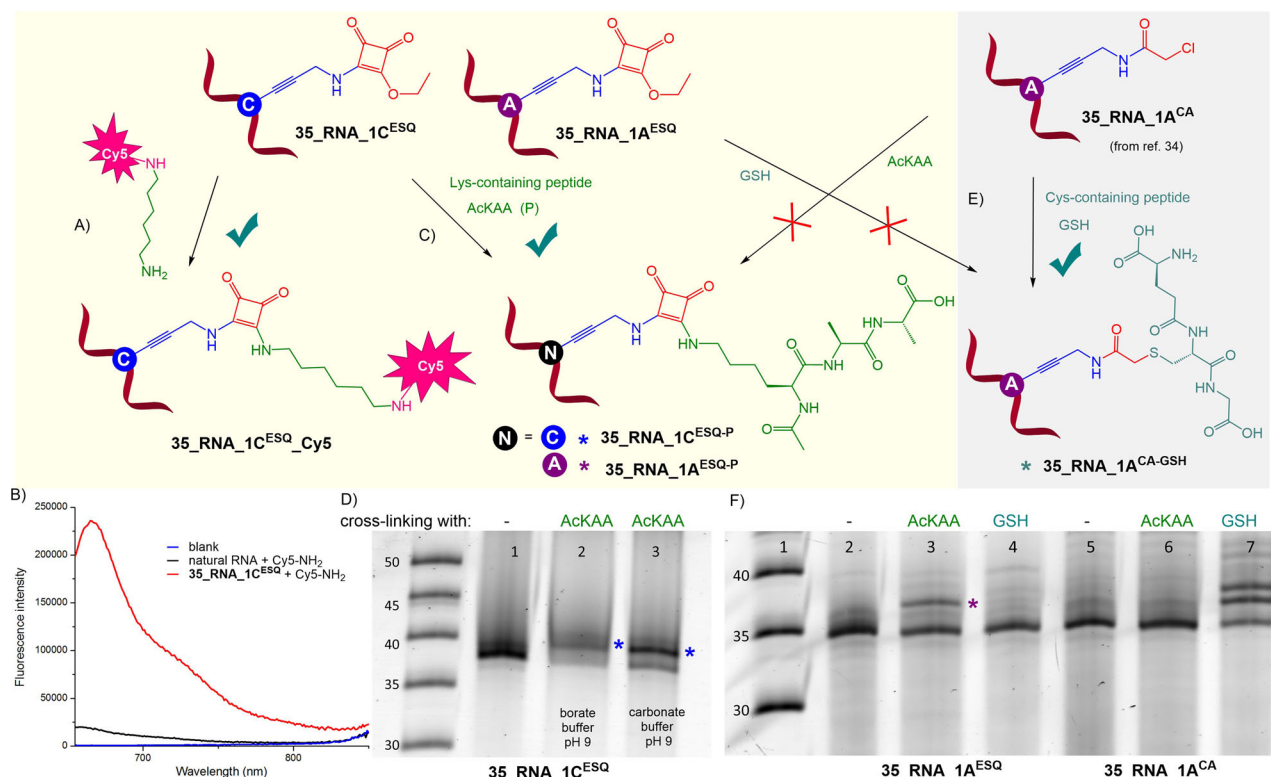 35_RNA_1C^ESQ
35_RNA_1A^ESQ
35_RNA_1A^CA
(from ref. 34)
Cy5
NH
NH2
A)
Lys-containing peptide
AcKAA (P)
C)
GSH
AcKAA
E)
Cys-containing peptide
GSH
35_RNA_1C^ESQ_Cy5
N = C * 35_RNA_1C^ESQ-P
A * 35_RNA_1A^ESQ-P
* 35_RNA_1A^CA-GSH
B)
Fluorescence intensity
250000
200000
150000
100000
50000
0
700
800
Wavelength (nm)
blank
natural RNA + Cy5-NH2
35_RNA_1C^ESQ + Cy5-NH2
D)
cross-linking with: - AcKAA AcKAA
1 2 3
50
45
40
35
30
* *
borate buffer pH 9
carbonate buffer pH 9
35_RNA_1C^ESQ
F)
- AcKAA GSH - AcKAA GSH
1 2 3 4 5 6 7
40
35
30
*
35_RNA_1A^ESQ
35_RNA_1A^CA